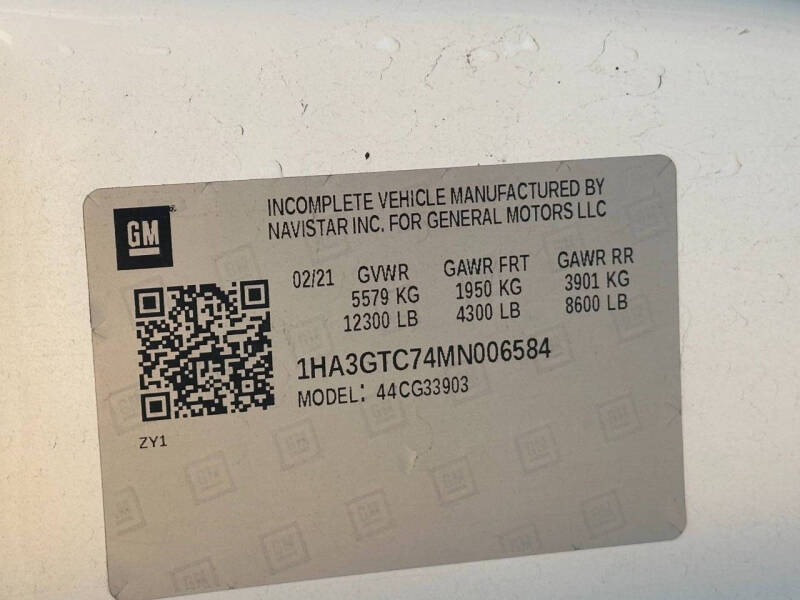 GM
INCOMPLETE VEHICLE MANUFACTURED BY
NAVISTAR INC. FOR GENERAL MOTORS LLC
02/21 GVWR GAWR FRT GAWR RR
5579 KG 1950 KG 3901 KG
12300 LB 4300 LB 8600 LB
1HA3GTC74MN006584
MODEL: 44CG33903
ZY1